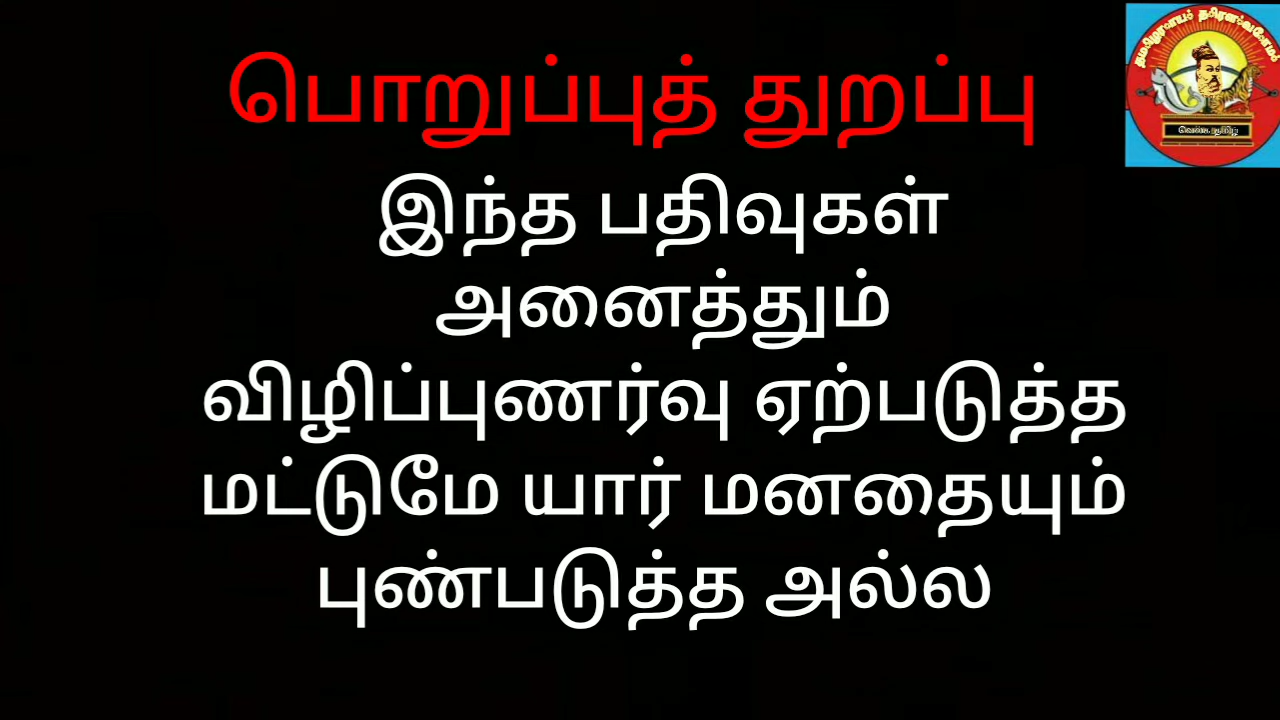 பொறுப்புத் துறப்பு
இந்த பதிவுகள்
அனைத்தும்
விழிப்புணர்வு ஏற்படுத்த
மட்டுமே யார் மனதையும்
புண்படுத்த அல்ல